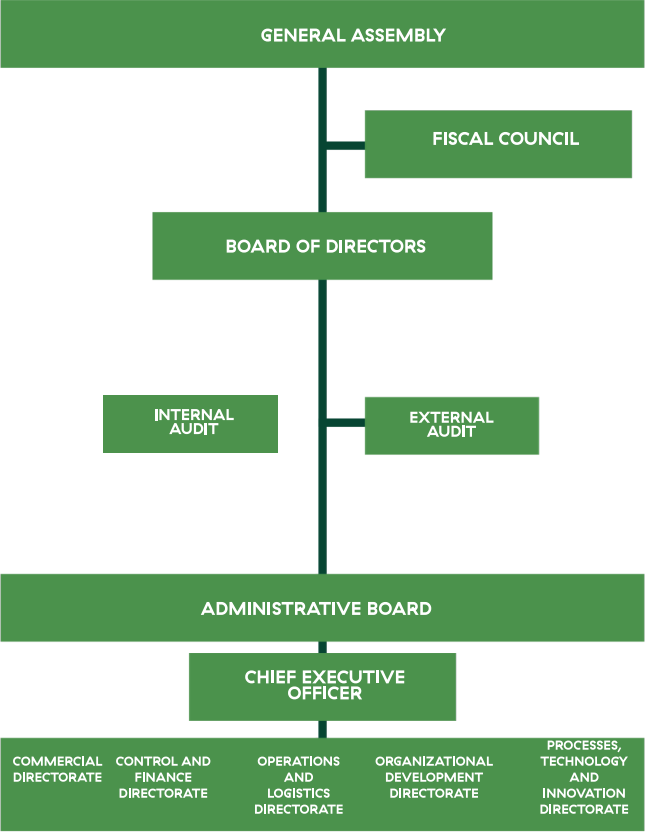 GENERAL ASSEMBLY
FISCAL COUNCIL
BOARD OF DIRECTORS
INTERNAL
AUDIT
EXTERNAL
AUDIT
ADMINISTRATIVE BOARD
CHIEF EXECUTIVE
OFFICER
COMMERCIAL
DIRECTORATE
CONTROL AND
FINANCE
DIRECTORATE
OPERATIONS
AND
LOGISTICS
DIRECTORATE
ORGANIZATIONAL
DEVELOPMENT
DIRECTORATE
PROCESSES,
TECHNOLOGY
AND
INNOVATION
DIRECTORATE